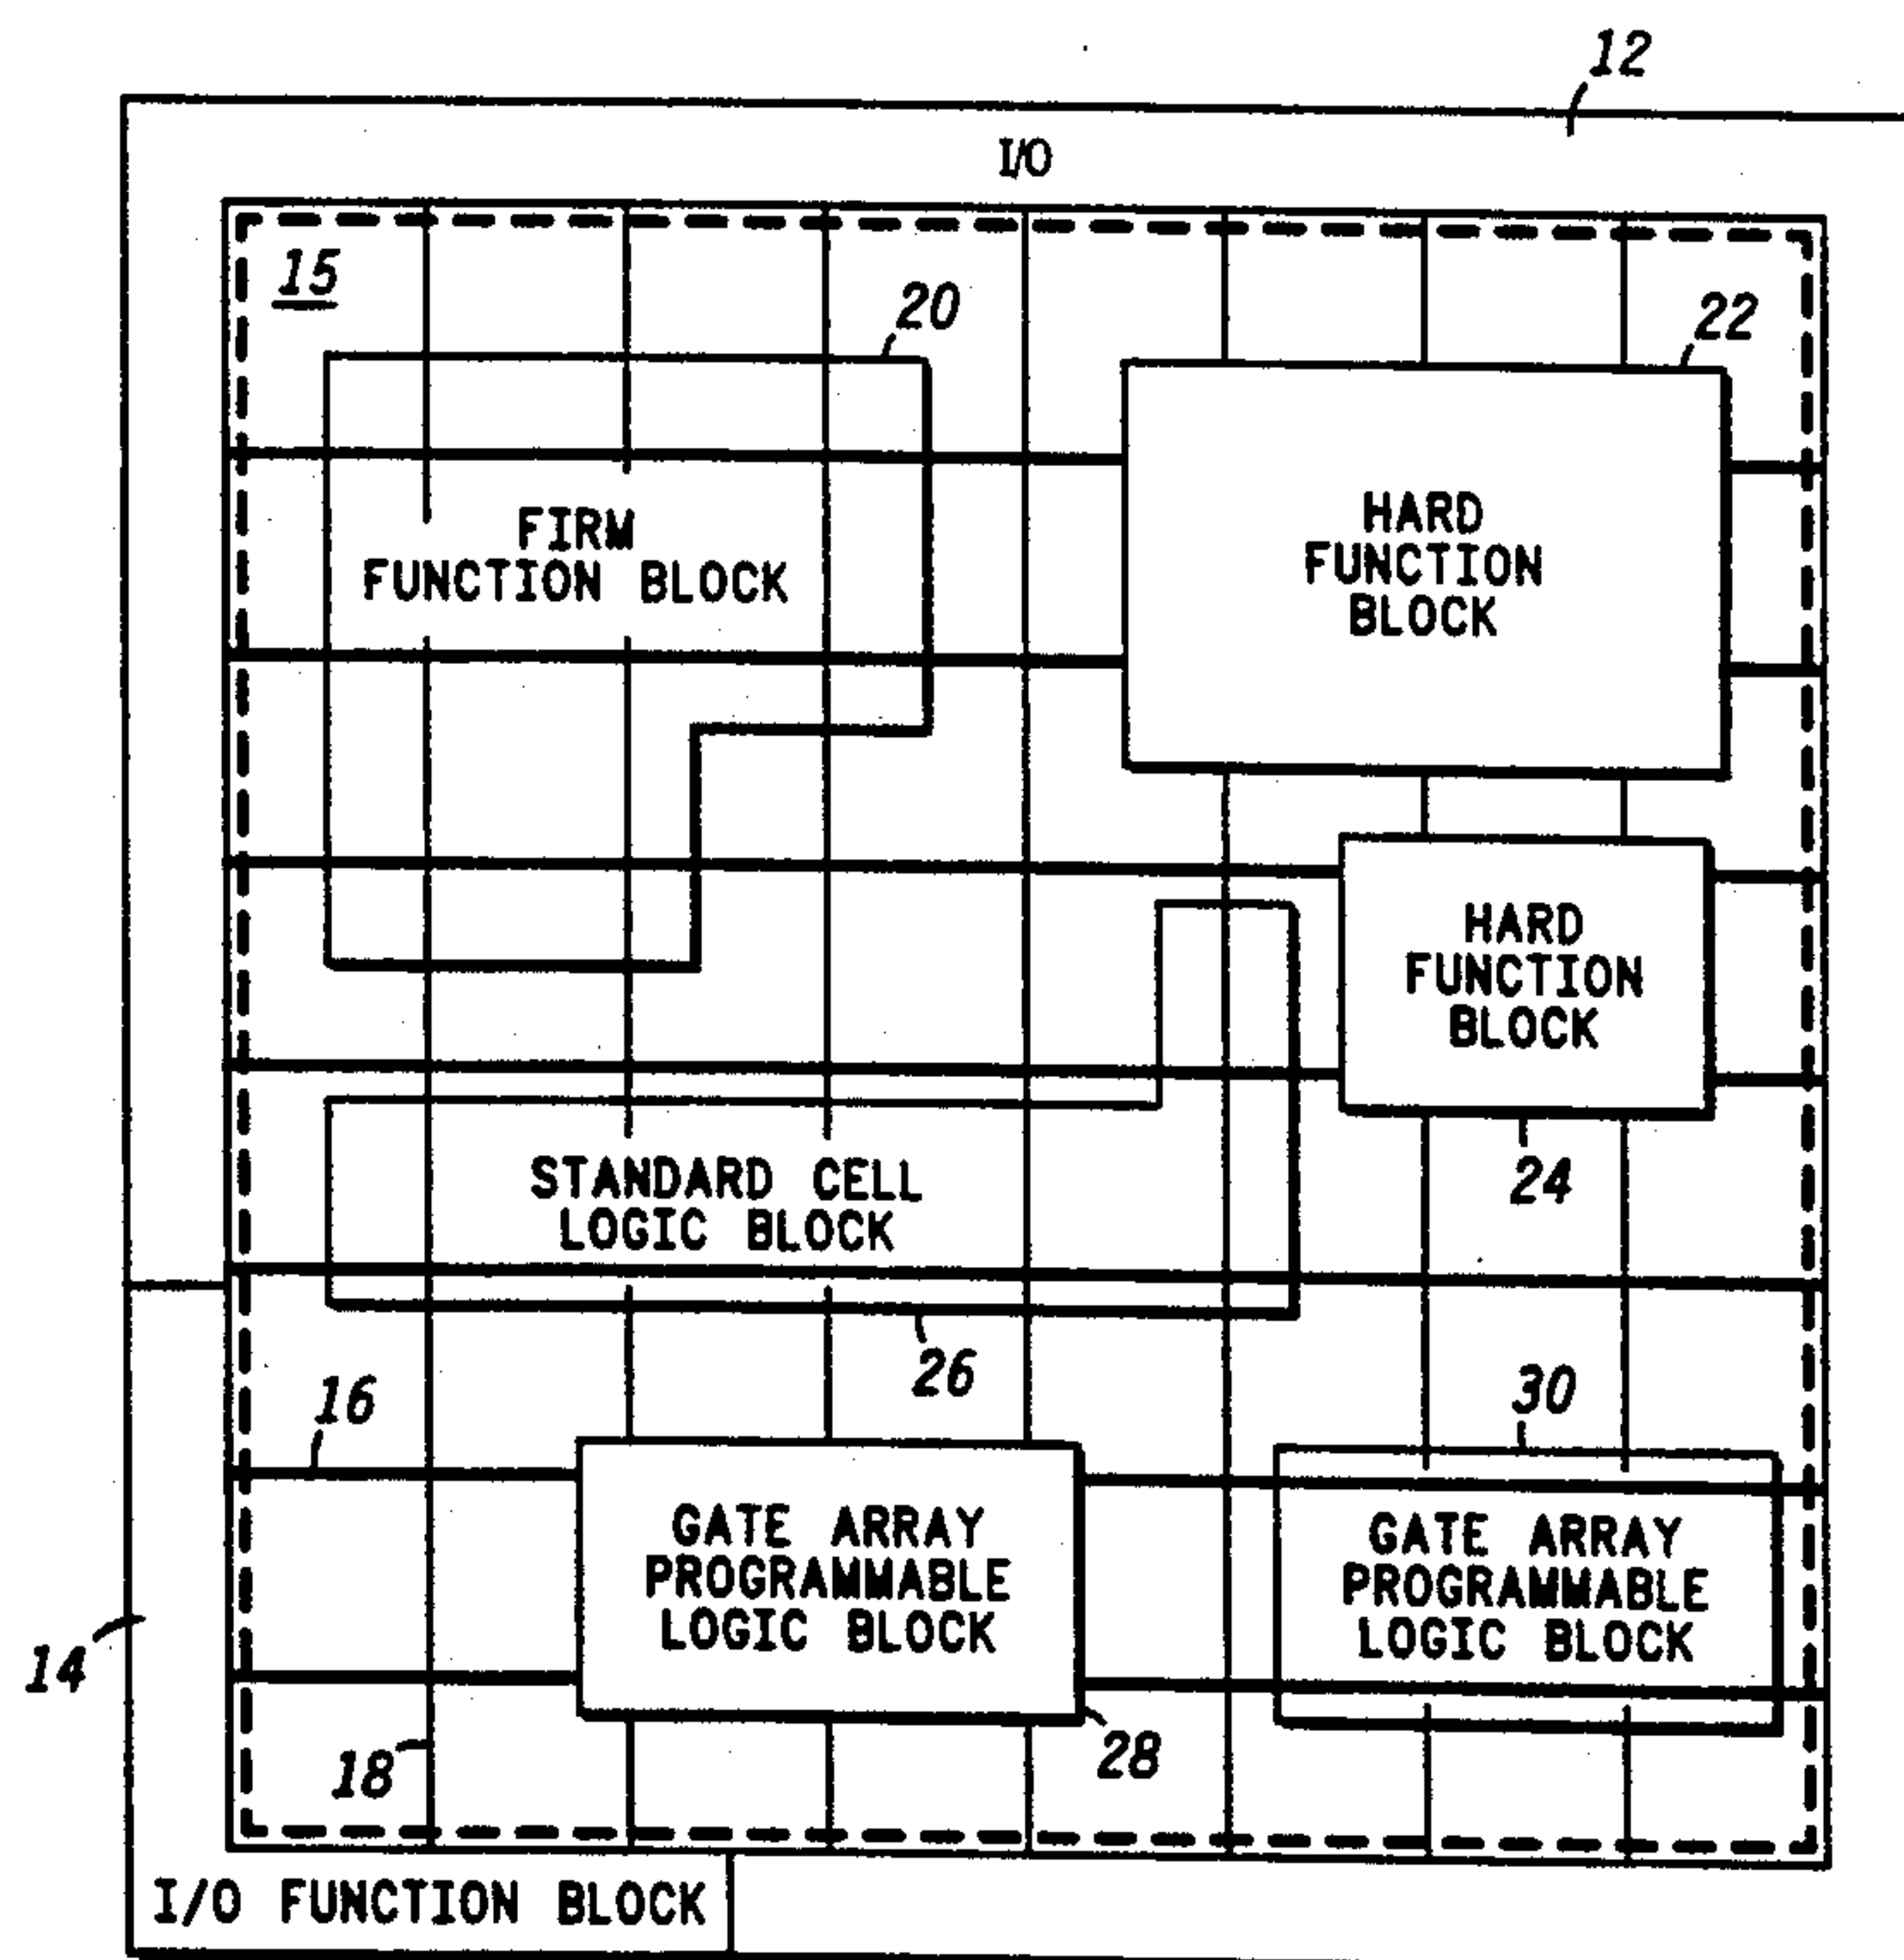 12
I/O
15
20
22
FIRM
FUNCTION BLOCK
HARD
FUNCTION
BLOCK
HARD
FUNCTION
BLOCK
24
STANDARD CELL
LOGIC BLOCK
26
16
30
GATE ARRAY
PROGRAMMABLE
LOGIC BLOCK
GATE ARRAY
PROGRAMMABLE
LOGIC BLOCK
14
18
28
I/O FUNCTION BLOCK